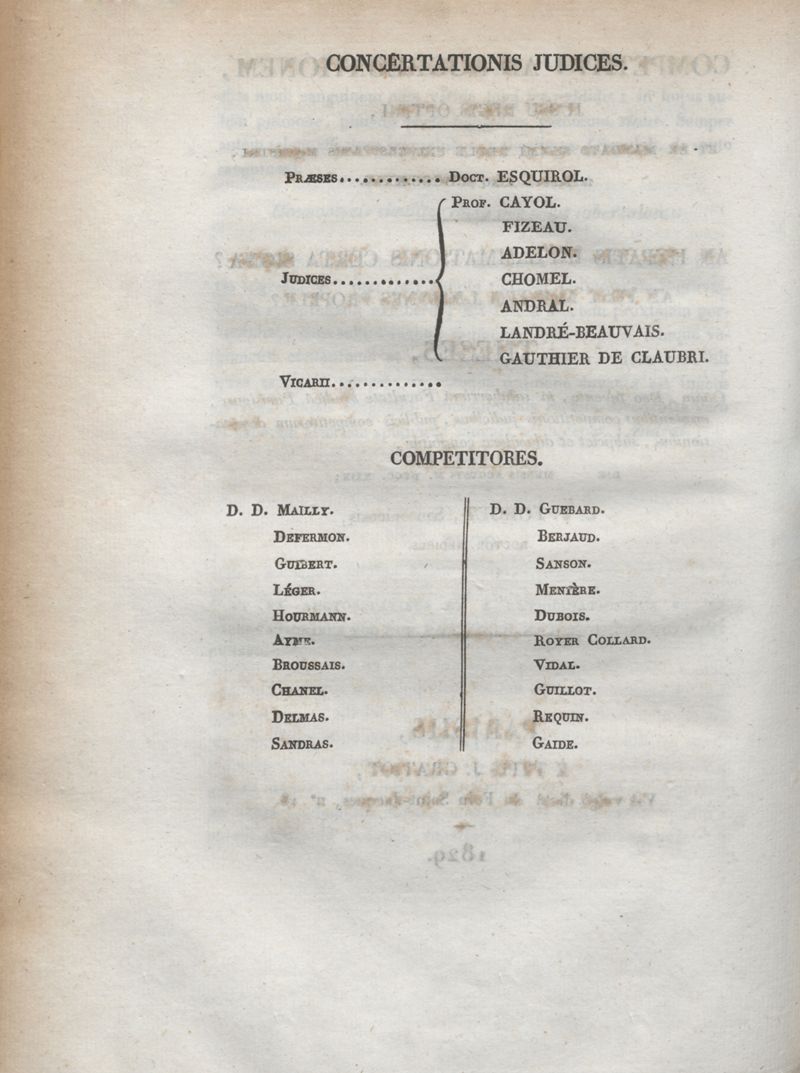 CONCERTATIONIS JUDICES.
PRÆSES............. DOCT. ESQUIROL.
PROF. CAYOL.
FIZEAU.
ADELON.
JUDICES............. CHOMEL.
ANDRAL.
LANDRÉ-BEAUVAIS.
GAUTHIER DE CLAUBRI.
VICARII.............
COMPETITORES.
D. D. MAILLY.
DEFERMON.
GUIBERT.
LÉGER.
HOURMANN.
AYME.
BROUSSAIS.
CHANEL.
DELMAS.
SANDRAS.
D. D. GUEBARD.
BERJAUD.
SANSON.
MENIÈRE.
DUBOIS.
ROYER COLLARD.
VIDAL.
GUILLOT.
REQUIN.
GAIDE.